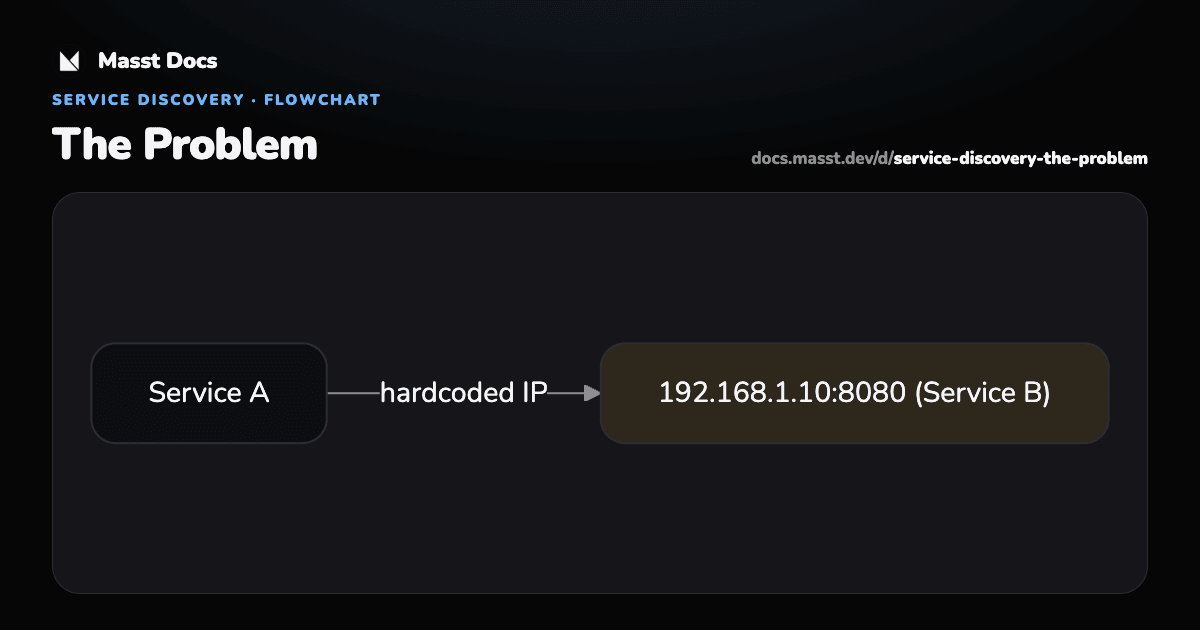 Masst Docs
SERVICE DISCOVERY · FLOWCHART
The Problem
docs.masst.dev/d/service-discovery-the-problem
Service A
hardcoded IP
192.168.1.10:8080 (Service B)